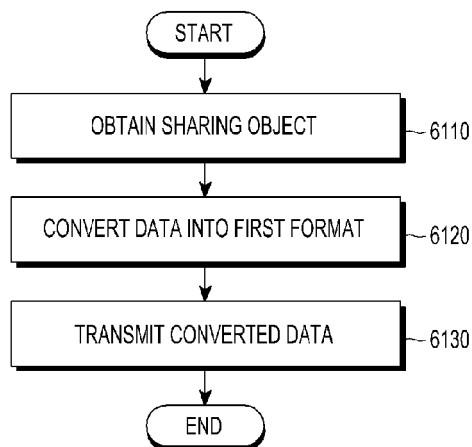 START
OBTAIN SHARING OBJECT
6110
CONVERT DATA INTO FIRST FORMAT
6120
TRANSMIT CONVERTED DATA
6130
END